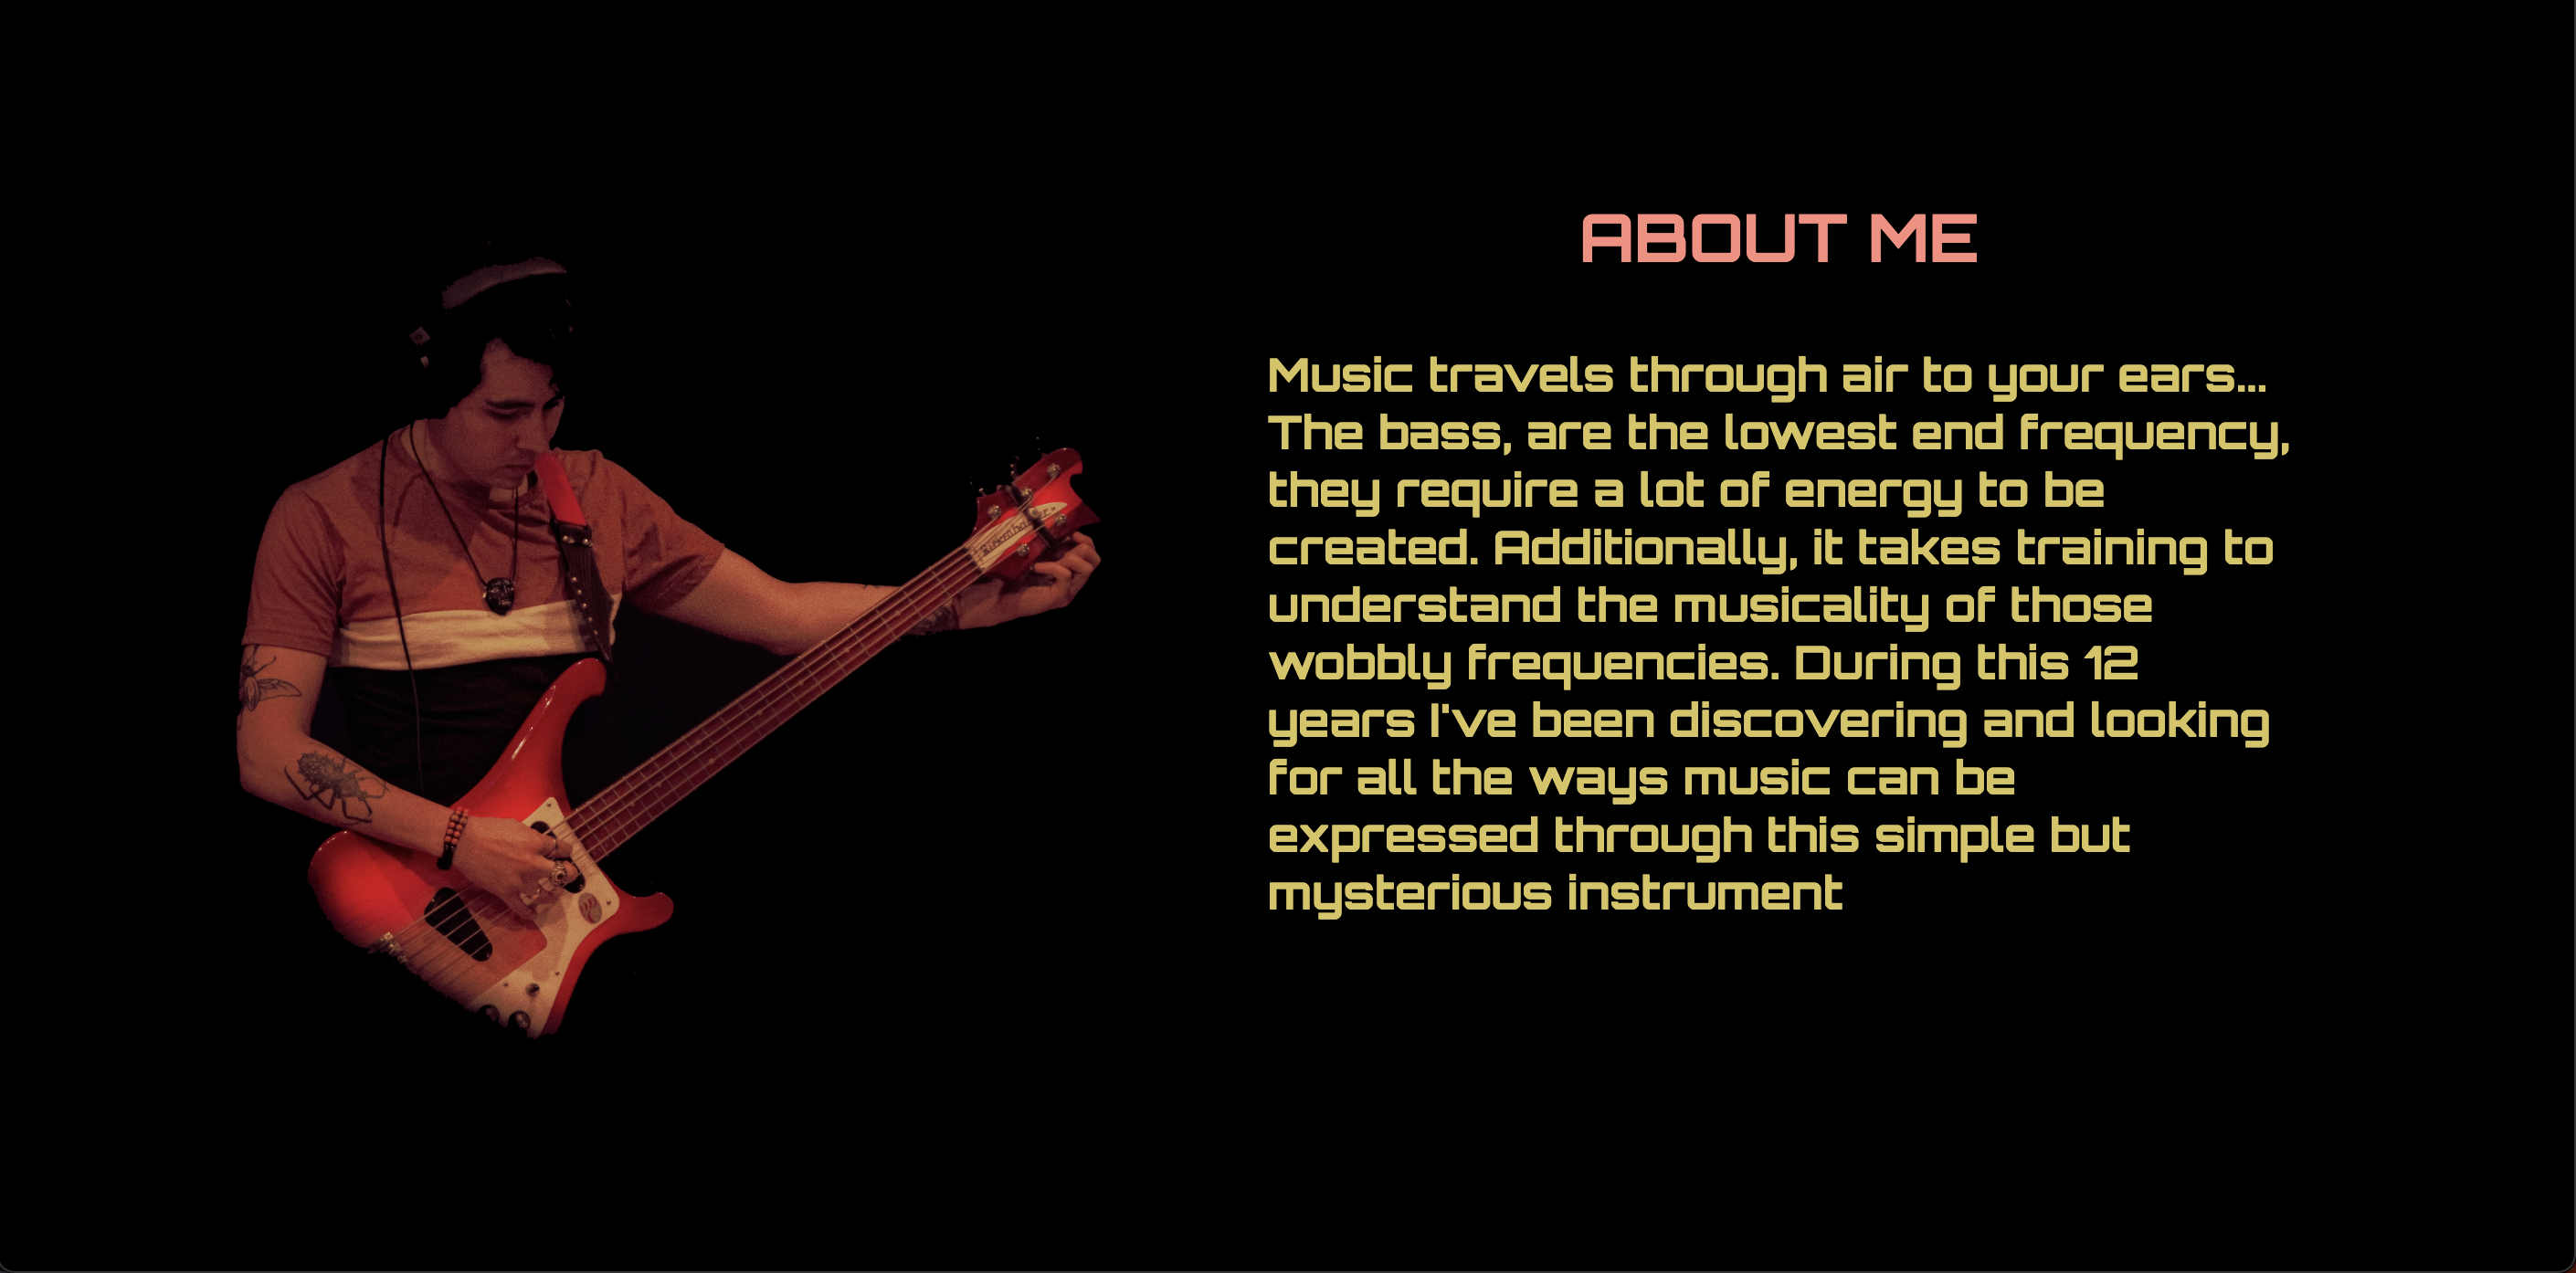 ABOUT ME
Music travels through air to your ears...
The bass, are the lowest end frequency,
they require a lot of energy to be
created. Additionally, it takes training to
understand the musicality of those
wobbly frequencies. During this 12
years I've been discovering and looking
for all the ways music can be
expressed through this simple but
mysterious instrument